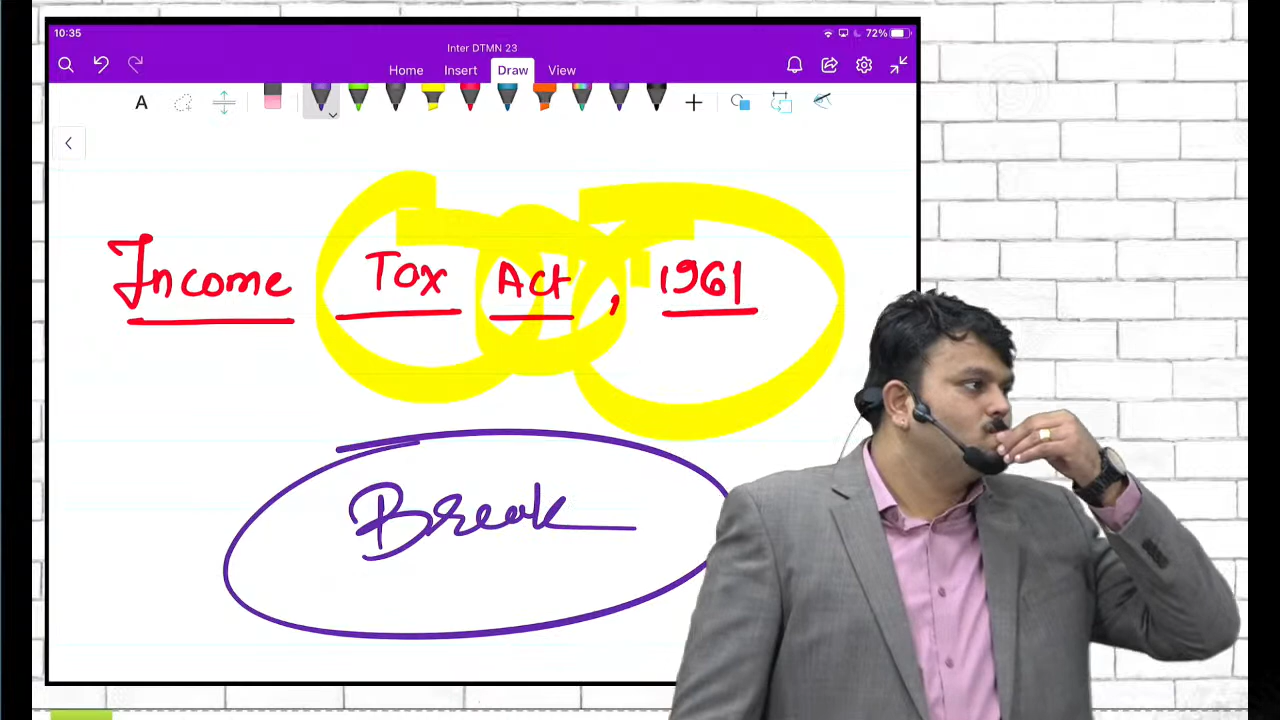 10:35
72%
Inter DTMN 23
Home Insert Draw View
A
Income Tax Act, 1961
Break